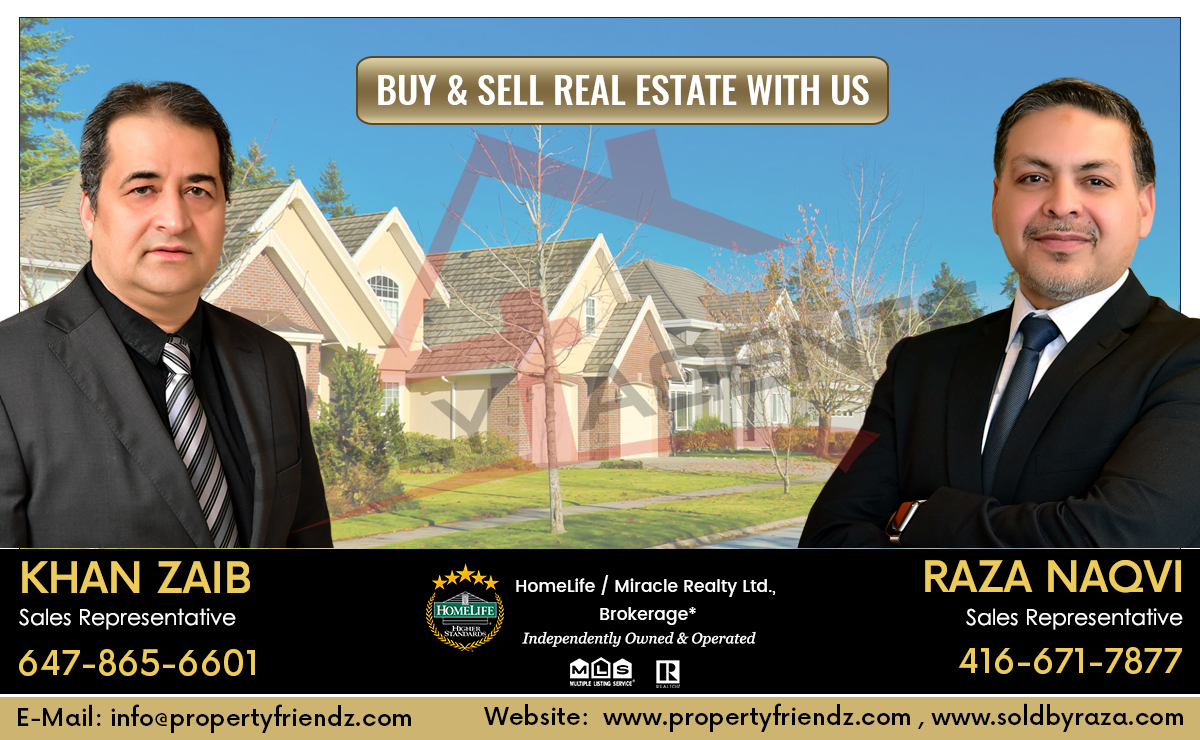 BUY & SELL REAL ESTATE WITH US
KHAN ZAIB
Sales Representative
647-865-6601
HOMELIFE
HIGHER
STANDARDS
HomeLife / Miracle Realty Ltd.,
Brokerage*
Independently Owned & Operated
MLS
MULTIPLE LISTING SERVICE®
R
REALTOR®
RAZA NAQVI
Sales Representative
416-671-7877
E-Mail: info@propertyfriendz.com
Website: www.propertyfriendz.com , www.soldbyraza.com